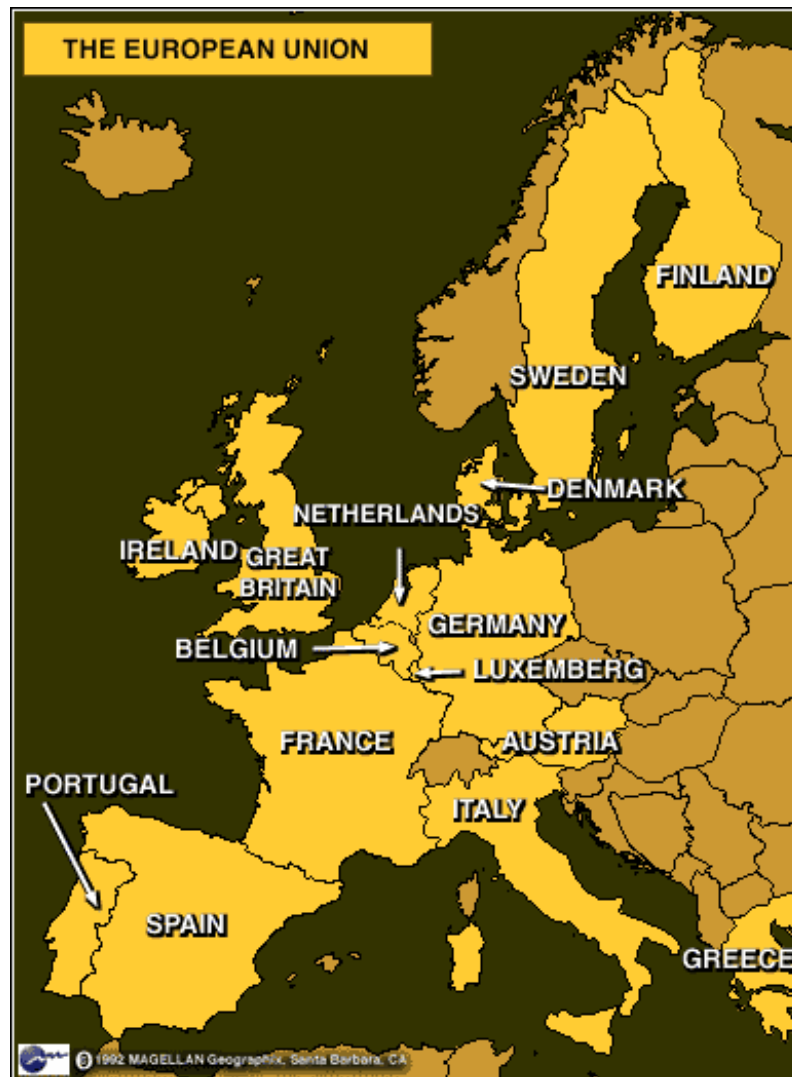 THE EUROPEAN UNION
FINLAND
SWEDEN
DENMARK
NETHERLANDS
IRELAND
GREAT
BRITAIN
GERMANY
BELGIUM
LUXEMBERG
FRANCE
AUSTRIA
PORTUGAL
ITALY
SPAIN
GREECE
© 1992 MAGELLAN Geographix, Santa Barbara, CA